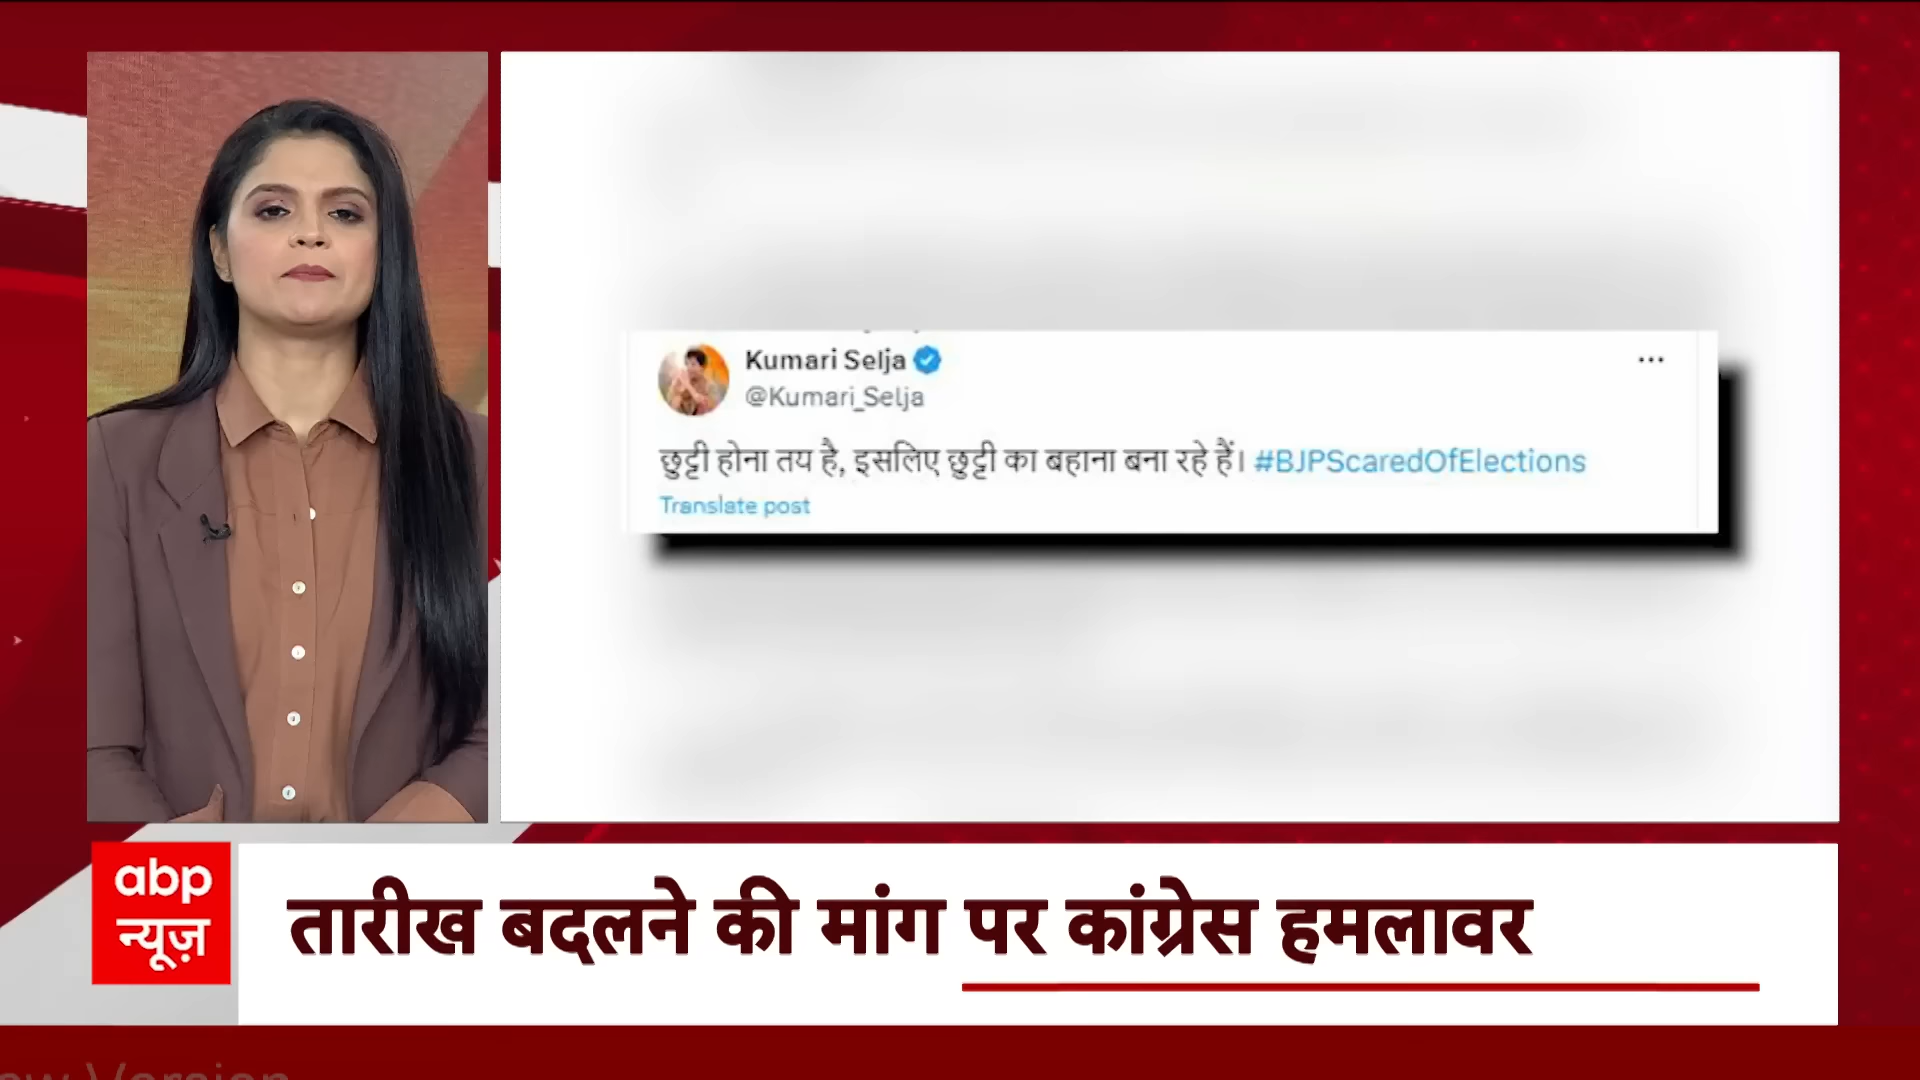 Kumari Selja
@Kumari_Selja
छुट्टी होना तय है, इसलिए छुट्टी का बहाना बना रहे हैं। #BJPScaredOfElections
Translate post
abp
न्यूज़
तारीख बदलने की मांग पर कांग्रेस हमलावर